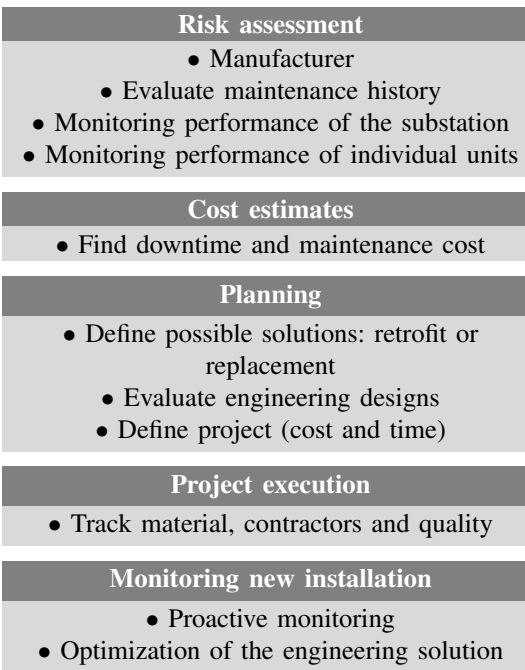 Risk assessment
• Manufacturer
• Evaluate maintenance history
• Monitoring performance of the substation
• Monitoring performance of individual units
Cost estimates
• Find downtime and maintenance cost
Planning
• Define possible solutions: retrofit or
replacement
• Evaluate engineering designs
• Define project (cost and time)
Project execution
• Track material, contractors and quality
Monitoring new installation
• Proactive monitoring
• Optimization of the engineering solution